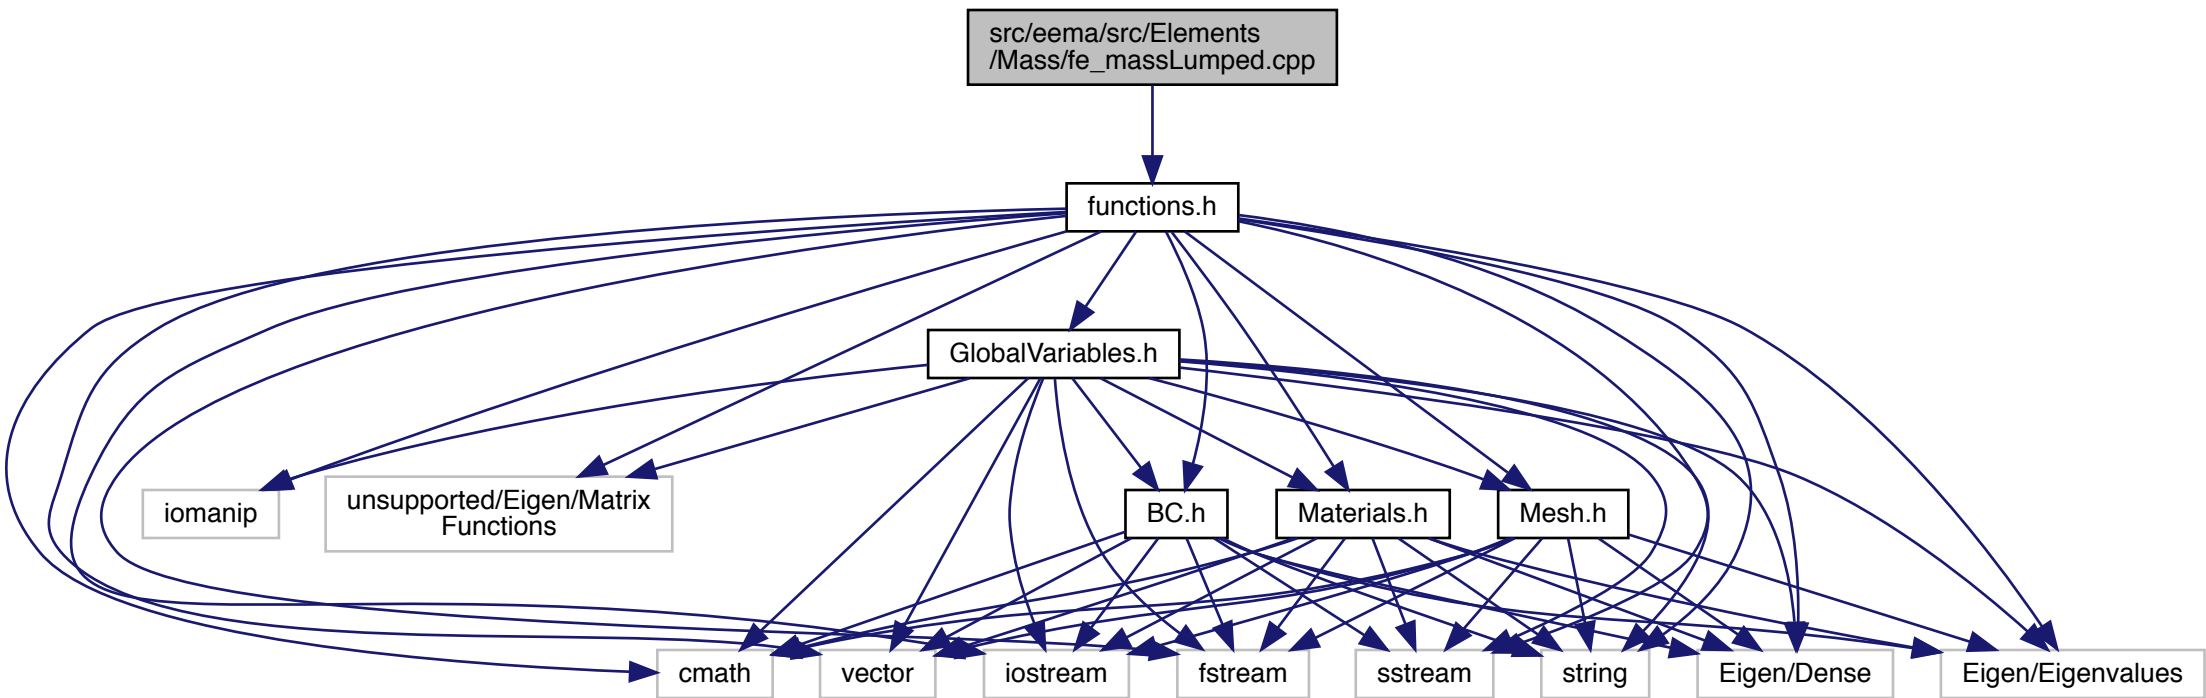 src/eema/src/Elements
/Mass/fe_massLumped.cpp
functions.h
GlobalVariables.h
iomanip
unsupported/Eigen/Matrix
Functions
BC.h
Materials.h
Mesh.h
cmath
vector
iostream
fstream
sstream
string
Eigen/Dense
Eigen/Eigenvalues